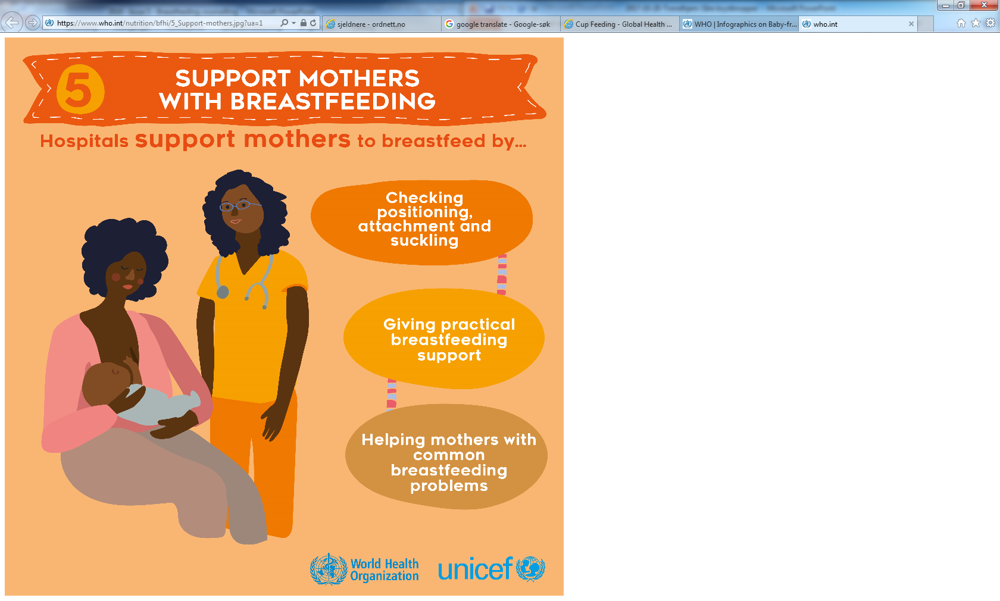 https://www.who.int/nutrition/bfhi/5_Support-mothers.jpg?ua=1
sjeldnere - ordnett.no
google translate - Google-søk
Cup Feeding - Global Health ...
WHO | Infographics on Baby-fr...
who.int
5
SUPPORT MOTHERS
WITH BREASTFEEDING
Hospitals support mothers to breastfeed by...
Checking
positioning,
attachment and
suckling
Giving practical
breastfeeding
support
Helping mothers with
common
breastfeeding
problems
World Health
Organization
unicef